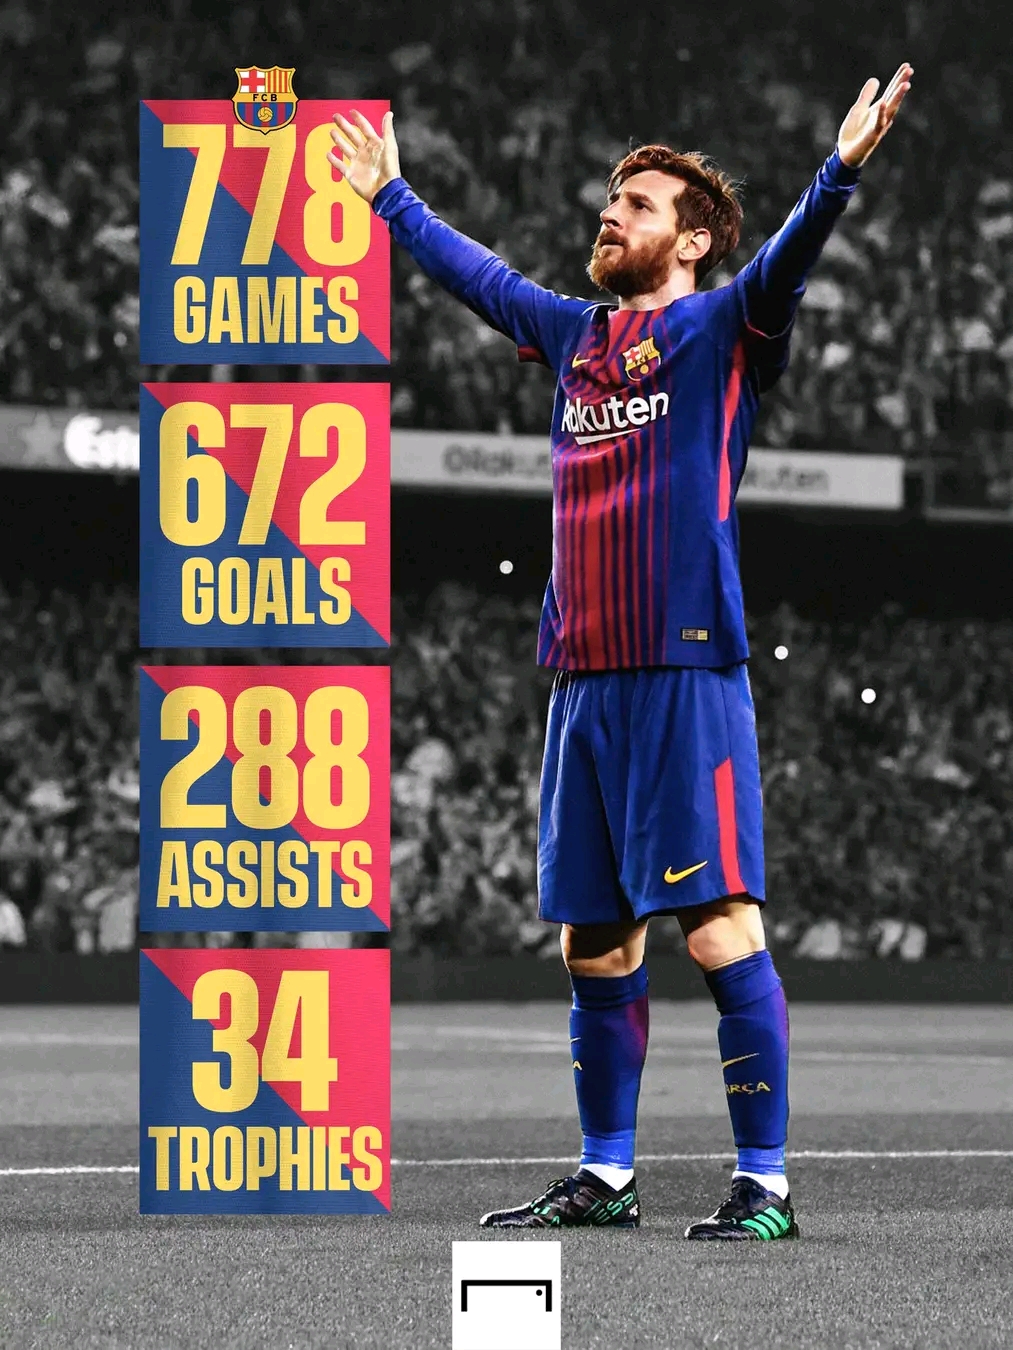 FCB
778
GAMES
672
GOALS
288
ASSISTS
34
TROPHIES
Rakuten